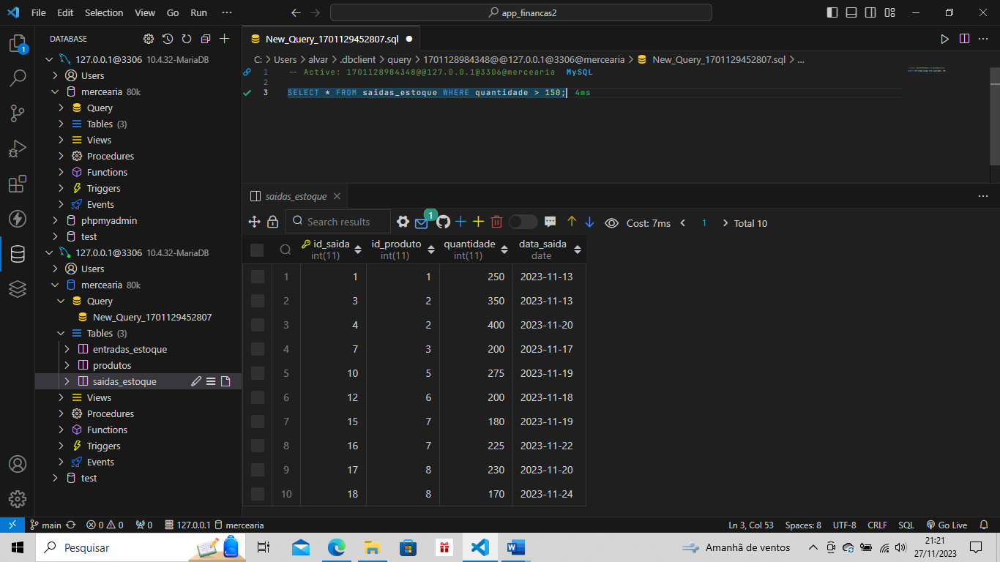 File Edit Selection View Go Run ··· app_financas2
DATABASE
1
127.0.0.1@3306 10.4.32-MariaDB
Users
mercearia 80k
Query
Tables (3)
Views
Procedures
Functions
Triggers
Events
phpmyadmin
test
127.0.0.1@3306 10.4.32-MariaDB
Users
mercearia 80k
Query
New_Query_1701129452807
Tables (3)
entradas_estoque
produtos
saidas_estoque
Views
Procedures
Functions
Triggers
Events
test
New_Query_1701129452807.sql
C: > Users > alvar > .dbclient > query > 1701128984348@@127.0.0.1@3306@mercearia > New_Query_1701129452807.sql > ...
1 -- Active: 1701128984348@@127.0.0.1@3306@mercearia MySQL
2
3 SELECT * FROM saidas_estoque WHERE quantidade > 150; 4ms
saidas_estoque
Search results 1 Cost: 7ms < 1 > Total 10
id_saida id_produto quantidade data_saida
int(11) int(11) int(11) date
1 1 1 250 2023-11-13
2 3 2 350 2023-11-13
3 4 2 400 2023-11-20
4 7 3 200 2023-11-17
5 10 5 275 2023-11-19
6 12 6 200 2023-11-18
7 15 7 180 2023-11-19
8 16 7 225 2023-11-22
9 17 8 230 2023-11-20
10 18 8 170 2023-11-24
main 0 0 0 127.0.0.1 mercearia Ln 3, Col 53 Spaces: 8 UTF-8 CRLF SQL Go Live
Pesquisar Amanhã de ventos 21:21
27/11/2023